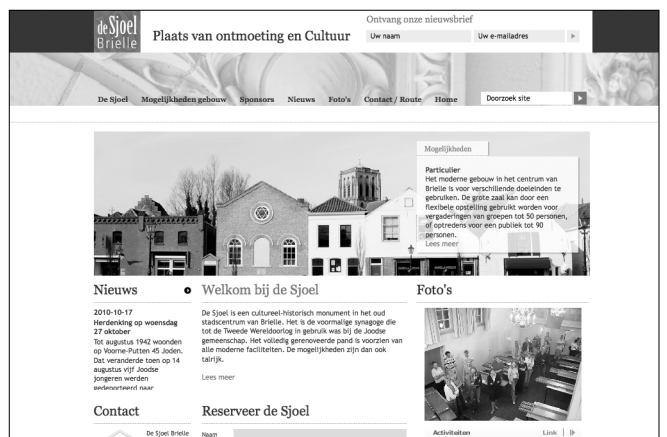 de Sjoel
Brielle
Plaats van ontmoeting en Cultuur
Ontvang onze nieuwsbrief
Uw naam
Uw e-mailadres
De Sjoel Mogelijkheden gebouw Sponsors Nieuws Foto's Contact / Route Home
Doorzoek site
Mogelijkheden
Particulier
Het moderne gebouw in het centrum van
Brielle is voor verschillende doeleinden te
gebruiken. De grote zaal kan door een
flexibele opstelling gebruikt worden voor
vergaderingen van groepen tot 50 personen,
of optredens voor een publiek tot 90
personen.
Lees meer
Nieuws
2010-10-17
Herdenking op woensdag
27 oktober
Tot augustus 1942 woonden
op Voorne-Putten 45 Joden.
Dat veranderde toen op 14
augustus vijf Joodse
jongeren werden
gedeporteerd naar
Welkom bij de Sjoel
De Sjoel is een cultureel-historisch monument in het oud
stadscentrum van Brielle. Het is de voormalige synagoge die
tot de Tweede Wereldoorlog in gebruik was bij de Joodse
gemeenschap. Het volledig gerenoveerde pand is voorzien van
alle moderne faciliteiten. De mogelijkheden zijn dan ook
talrijk.
Lees meer
Foto's
Activiteiten
Link
Contact
De Sjoel Brielle
Reserveer de Sjoel
Naam